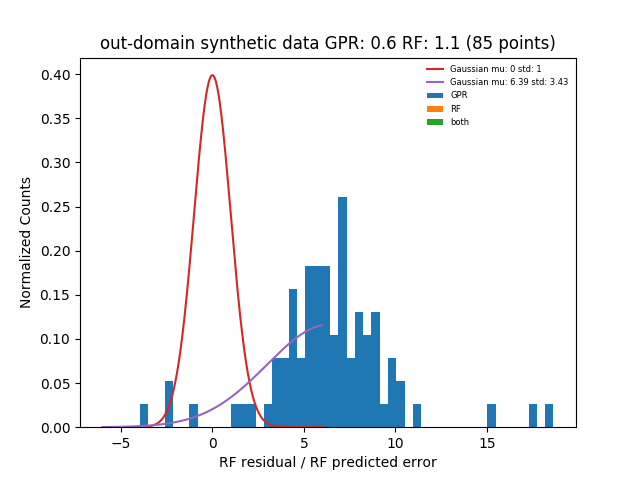 out-domain synthetic data GPR: 0.6 RF: 1.1 (85 points)
Gaussian mu: 0 std: 1
Gaussian mu: 6.39 std: 3.43
GPR
RF
both
Normalized Counts
0.40
0.35
0.30
0.25
0.20
0.15
0.10
0.05
0.00
−5 0 5 10 15
RF residual / RF predicted error